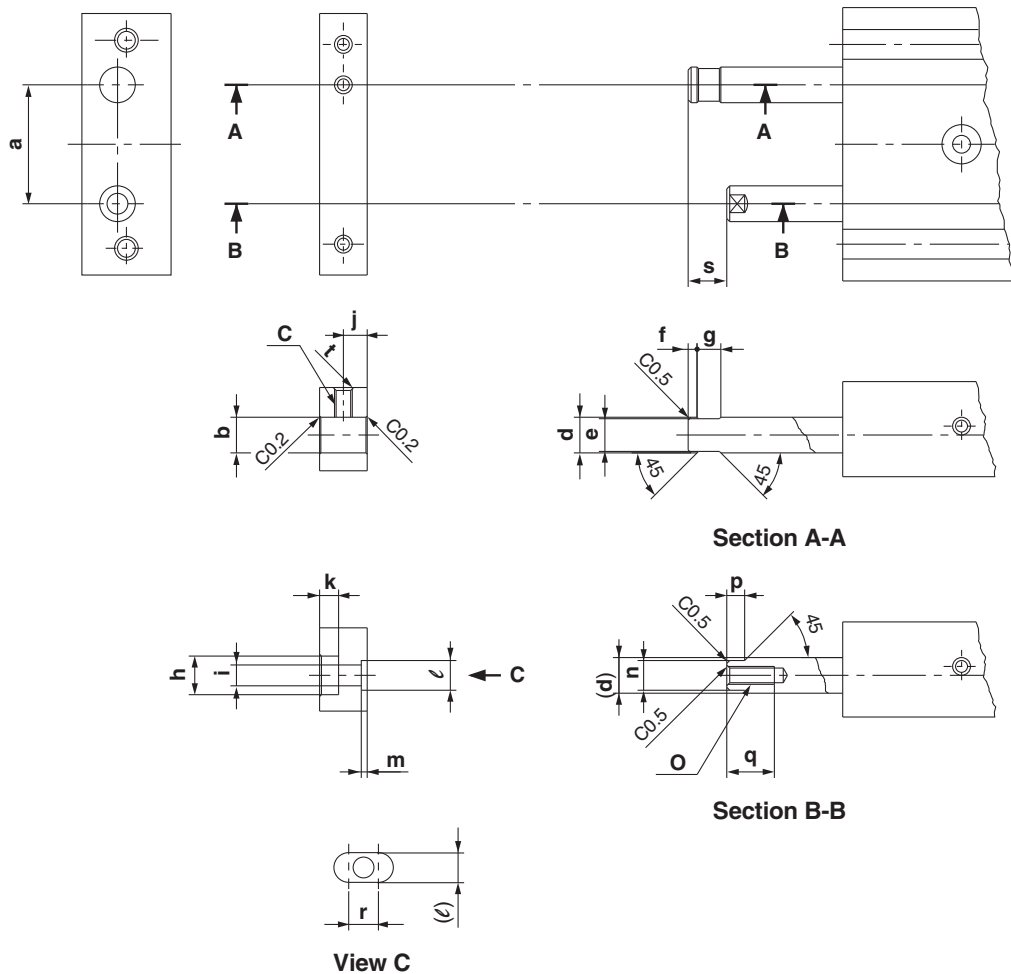 a
A
A
B
B
s
C
j
t
b
C0.2
C0.2
f
g
C0.5
d
e
45
45
Section A-A
k
h
i
ℓ
C
m
p
C0.5
45
(d)
n
C0.5
O
q
Section B-B
r
(ℓ)
View C